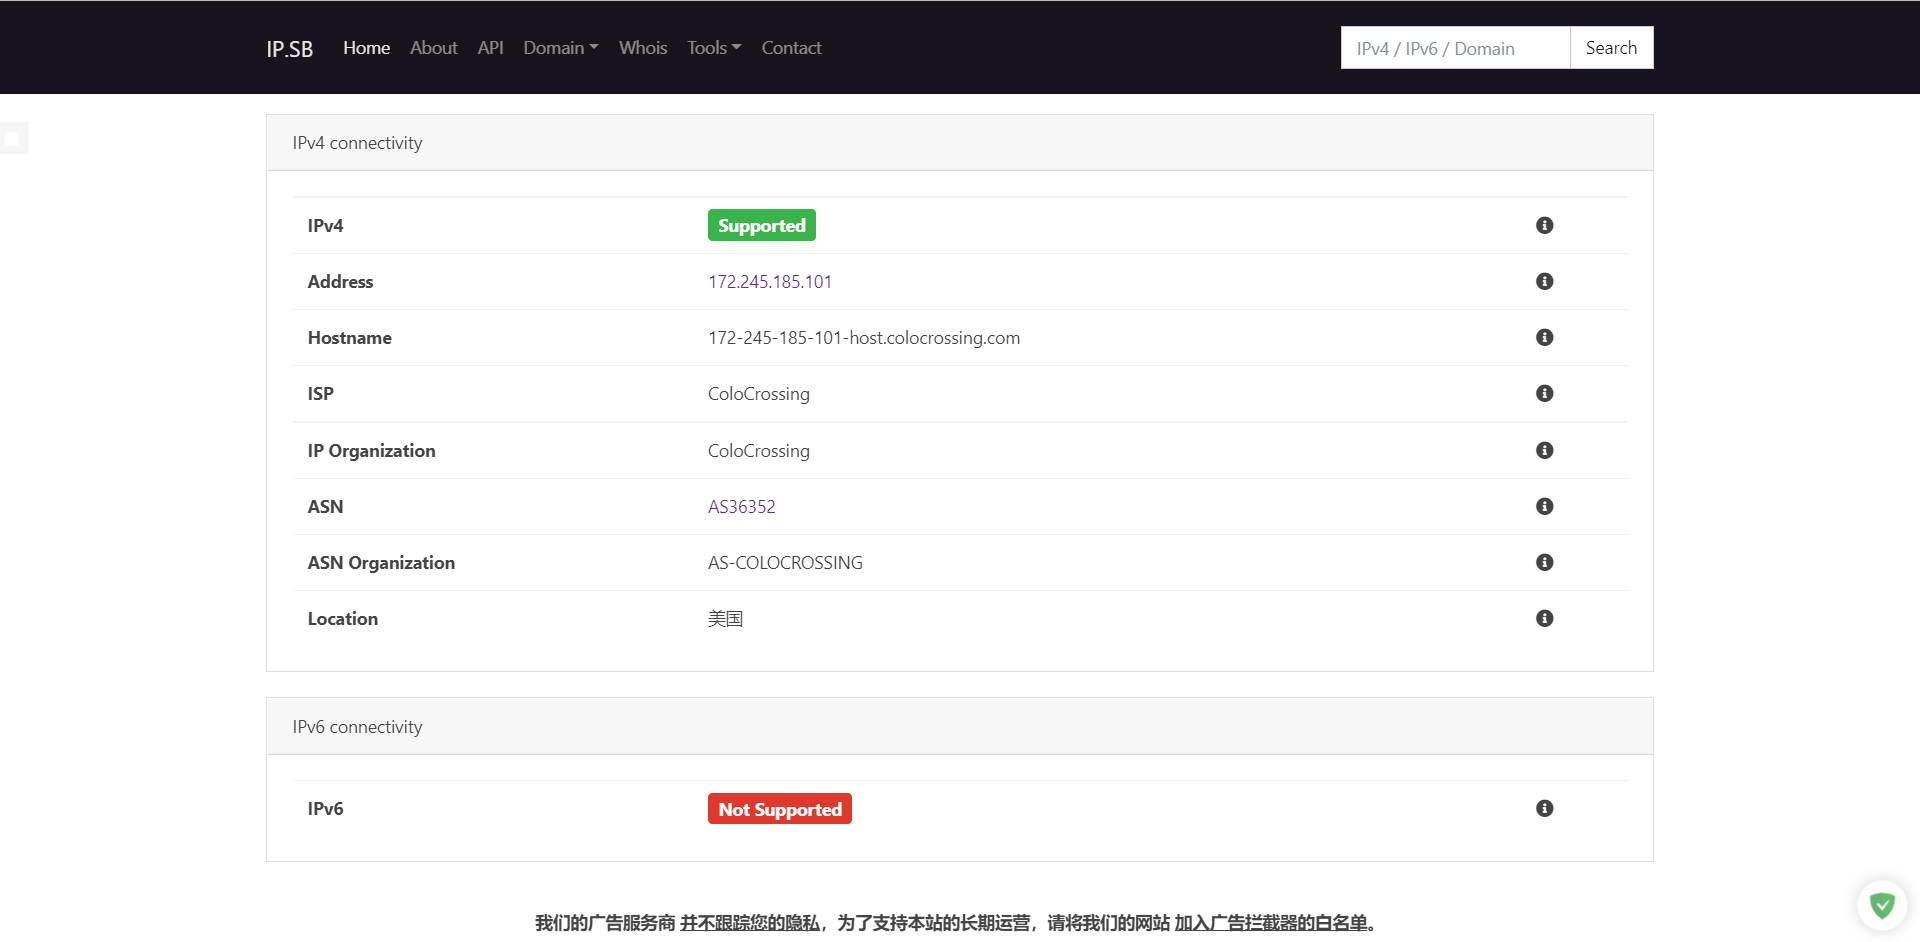 IP.SB Home About API Domain Whois Tools Contact IPv4 / IPv6 / Domain Search
IPv4 connectivity
IPv4 Supported
Address 172.245.185.101
Hostname 172-245-185-101-host.colocrossing.com
ISP ColoCrossing
IP Organization ColoCrossing
ASN AS36352
ASN Organization AS-COLOCROSSING
Location 美国
IPv6 connectivity
IPv6 Not Supported
我们的广告服务商 并不跟踪您的隐私，为了支持本站的长期运营，请将我们的网站 加入广告拦截器的白名单。